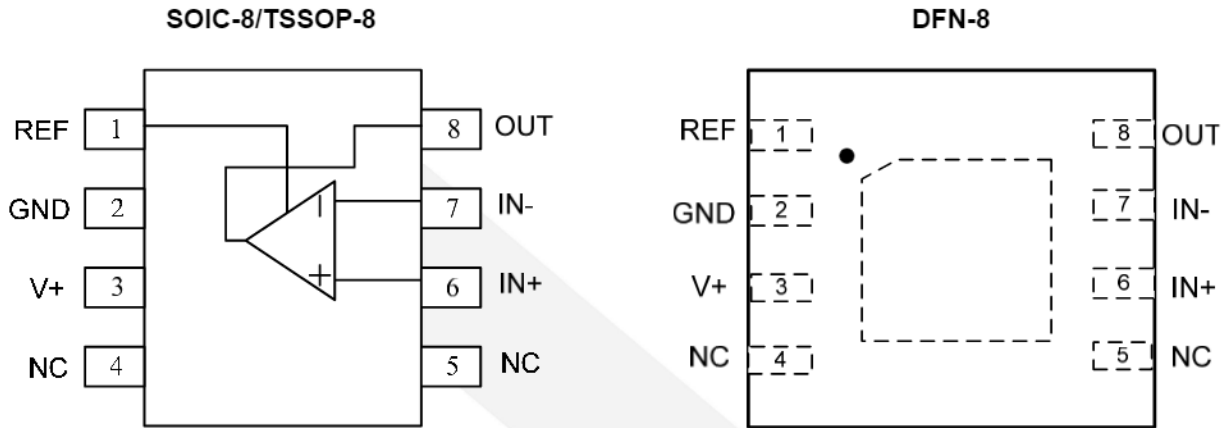 SOIC-8/TSSOP-8
REF 1 8 OUT
GND 2 − 7 IN-
V+ 3 + 6 IN+
NC 4 5 NC
DFN-8
REF 1 8 OUT
GND 2 7 IN-
V+ 3 6 IN+
NC 4 5 NC